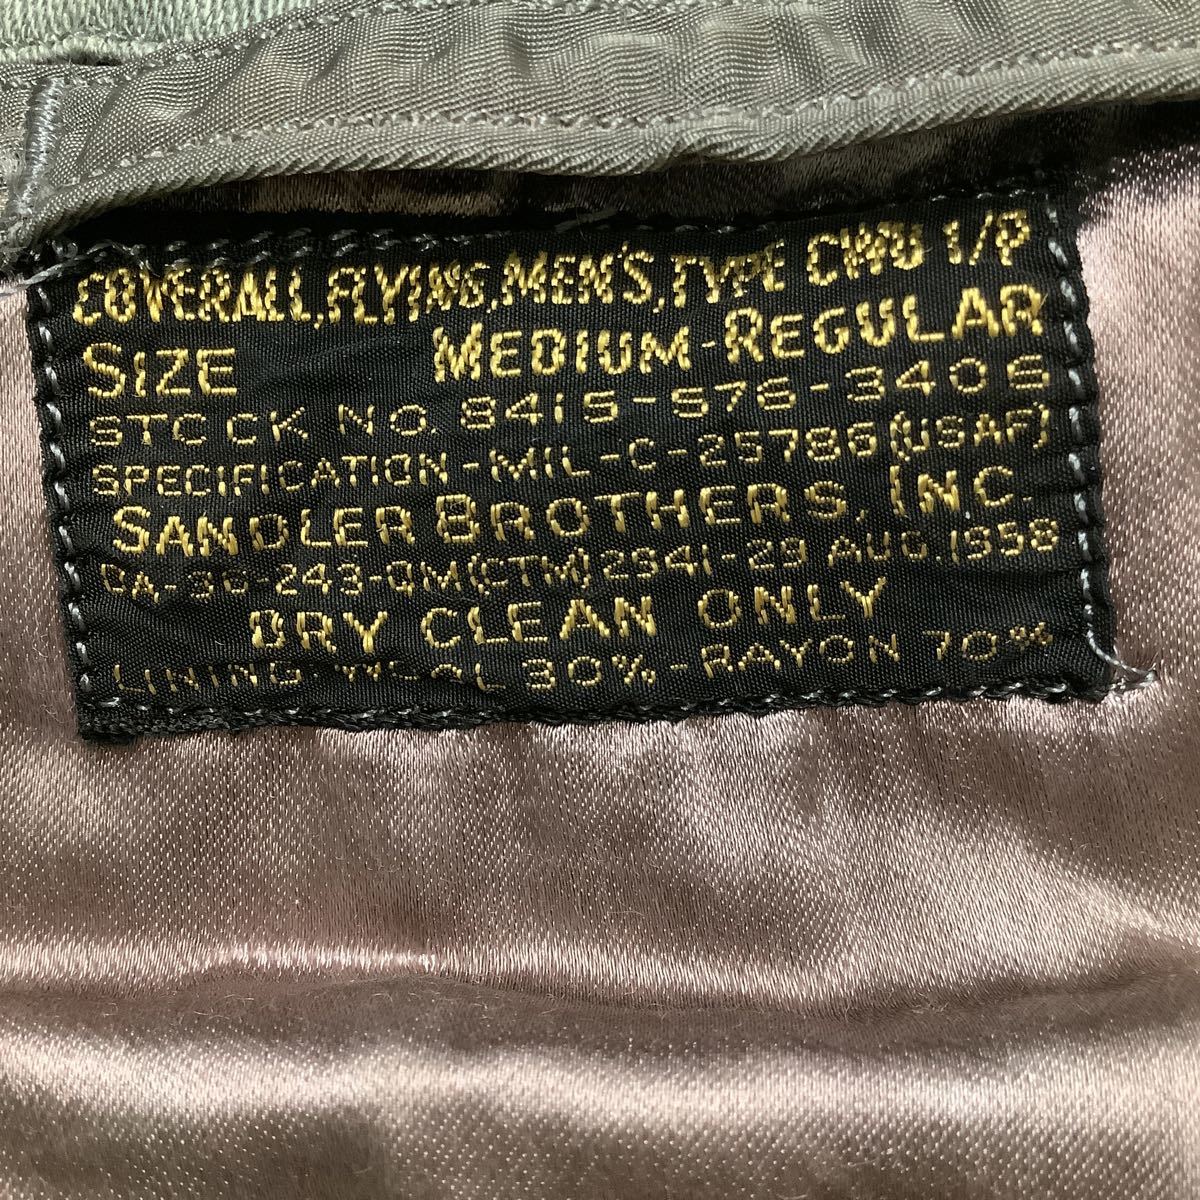 COVERALL, FLYING, MEN'S, TYPE CWU 1/P
SIZE MEDIUM-REGULAR
STOCK NO. 8415-576-3406
SPECIFICATION-MIL-C-25786 (USAF)
SANDLER BROTHERS, INC.
DA-36-243-QM(CTM)2941-29 AUG. 1958
DRY CLEAN ONLY
LINING-WOOL 30%-RAYON 70%